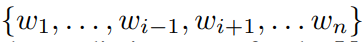 {w_1, . . . , w_{i−1}, w_{i+1}, . . . w_n}